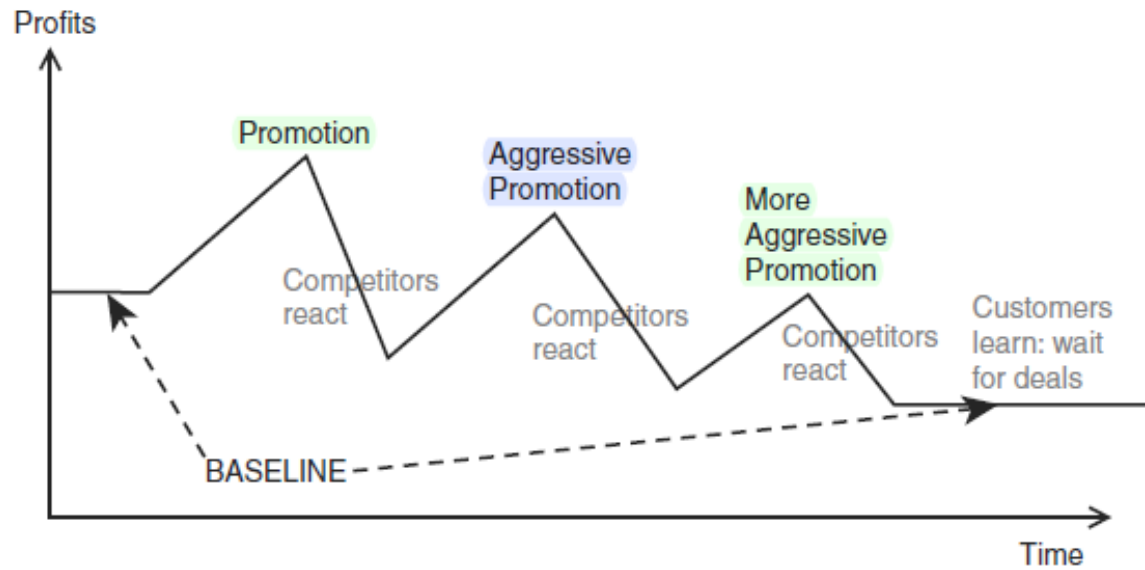 Profits
Promotion
Aggressive
Promotion
More
Aggressive
Promotion
Competitors
react
Competitors
react
Competitors
react
Customers
learn: wait
for deals
BASELINE
Time